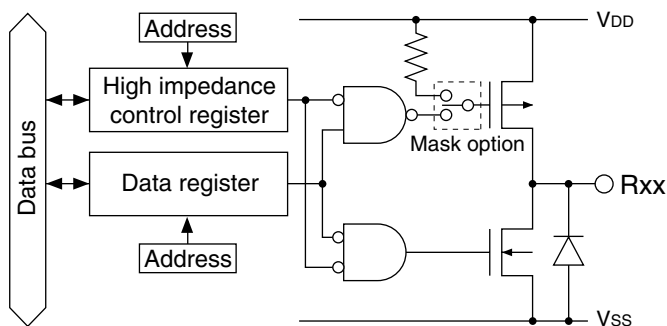 Address
VDD
High impedance
control register
Mask option
Data bus
Data register
Rxx
Address
VSS